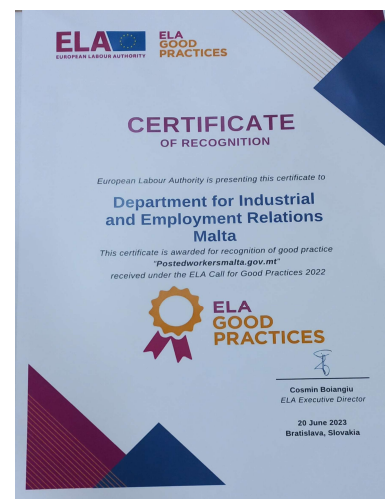 ELA
EUROPEAN LABOUR AUTHORITY
ELA
GOOD
PRACTICES
CERTIFICATE
OF RECOGNITION
European Labour Authority is presenting this certificate to
Department for Industrial
and Employment Relations
Malta
This certificate is awarded for recognition of good practice
"Postedworkersmalta.gov.mt"
received under the ELA Call for Good Practices 2022
ELA
GOOD
PRACTICES
Cosmin Boiangiu
ELA Executive Director
20 June 2023
Bratislava, Slovakia